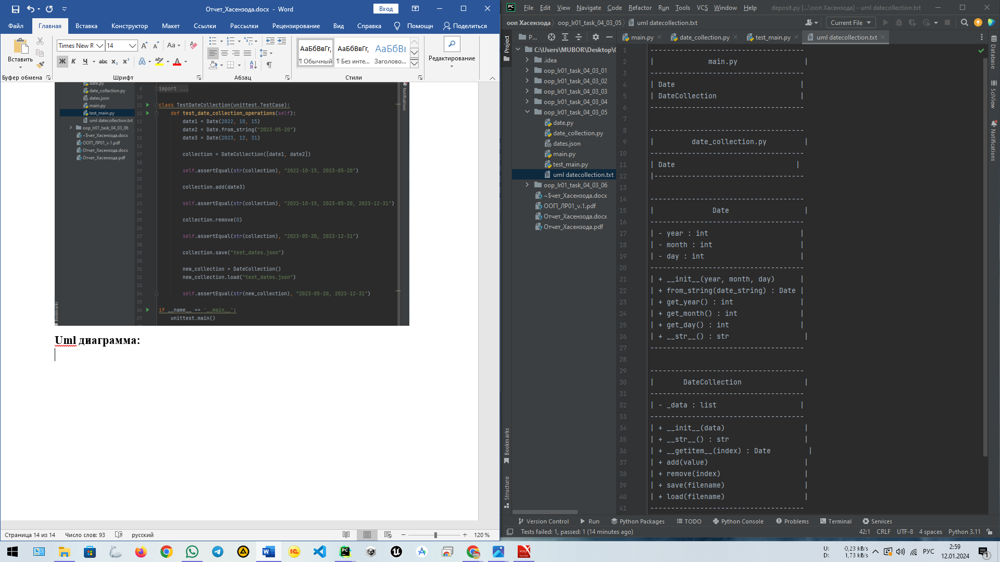 Отчет_Хасензода.docx - Word
Вход
Файл Главная Вставка Конструктор Макет Ссылки Рассылки Рецензирование Вид Справка Помощн Поделиться
Вставить
Times New R 14
Aa
Ж К Ч abc x₂ x²
АаБбВвГг, АаБбВвГг, АаБбВ
¶ Обычный ¶ Без инте... Заголово...
Редактирование
Буфер обмена Шрифт Абзац Стили
date.py
date_collection.py
dates.json
main.py
test_main.py
uml datecollection.txt
oop_lr01_task_04_03_06
~$чет_Хасензода.docx
ООП_ЛР01_v.1.pdf
Отчет_Хасензода.docx
Отчет_Хасензода.pdf
Bookmarks
8 import ...
10
11 class TestDateCollection(unittest.TestCase):
12 def test_date_collection_operations(self):
13 date1 = Date(2022, 10, 15)
14 date2 = Date.from_string("2023-05-20")
15 date3 = Date(2023, 12, 31)
16
17 collection = DateCollection([date1, date2])
18
19 self.assertEqual(str(collection), "2022-10-15, 2023-05-20")
20
21 collection.add(date3)
22
23 self.assertEqual(str(collection), "2022-10-15, 2023-05-20, 2023-12-31")
24
25 collection.remove(0)
26
27 self.assertEqual(str(collection), "2023-05-20, 2023-12-31")
28
29 collection.save("test_dates.json")
30
31 new_collection = DateCollection()
32 new_collection.load("test_dates.json")
33
34 self.assertEqual(str(new_collection), "2023-05-20, 2023-12-31")
35
36 if __name__ == '__main__':
37 unittest.main()
Notifications
Uml диаграмма:
Страница 14 из 14 Число слов: 93 русский 120 %
PC File Edit View Navigate Code Refactor Run Tools VCS Window Help deposit.py [...\ооп Хасензода] - uml datecollection.txt
ооп Хасензода oop_lr01_task_04_03_05 uml datecollection.txt
Current File
P... main.py date_collection.py test_main.py uml datecollection.txt
Project
C:\Users\MUBOR\Desktop\
.idea
oop_lr01_task_04_03_01
oop_lr01_task_04_03_02
oop_lr01_task_04_03_03
oop_lr01_task_04_03_04
oop_lr01_task_04_03_05
date.py
date_collection.py
dates.json
main.py
test_main.py
uml datecollection.txt
oop_lr01_task_04_03_06
~$чет_Хасензода.docx
ООП_ЛР01_v.1.pdf
Отчет_Хасензода.docx
Отчет_Хасензода.pdf
Bookmarks
Structure
1 -------------------------------------
2 | main.py |
3 -------------------------------------
4 | Date |
5 | DateCollection |
6 -------------------------------------
7
8 -------------------------------------
9 | date_collection.py |
10 -------------------------------------
11 | Date |
12 |------------------------------------
13
14 -------------------------------------
15 | Date |
16 -------------------------------------
17 | - year : int |
18 | - month : int |
19 | - day : int |
20 -------------------------------------
21 | + __init__(year, month, day) |
22 | + from_string(date_string) : Date |
23 | + get_year() : int |
24 | + get_month() : int |
25 | + get_day() : int |
26 | + __str__() : str |
27 -------------------------------------
28
29 -------------------------------------
30 | DateCollection |
31 -------------------------------------
32 | - _data : list |
33 -------------------------------------
34 | + __init__(data) |
35 | + __str__() : str |
36 | + __getitem__(index) : Date |
37 | + add(value) |
38 | + remove(index) |
39 | + save(filename) |
40 | + load(filename) |
41 -------------------------------------
Database
SciView
Notifications
Version Control Run Python Packages TODO Python Console Problems Terminal Services
Tests failed: 1, passed: 1 (14 minutes ago) 42:1 CRLF UTF-8 4 spaces Python 3.11
U: 0,23 kB/s
D: 1,73 kB/s
РУС
2:59
12.01.2024
1